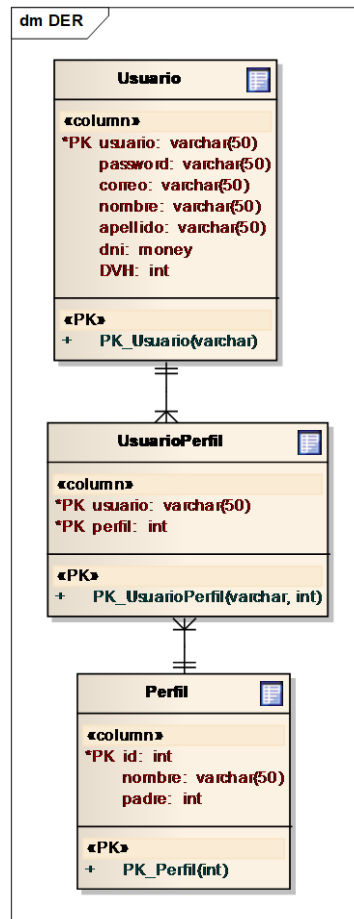 dm DER
Usuario
«column»
*PK usuario: varchar(50)
password: varchar(50)
correo: varchar(50)
nombre: varchar(50)
apellido: varchar(50)
dni: money
DVH: int
«PK»
+ PK_Usuario(varchar)
UsuarioPerfil
«column»
*PK usuario: varchar(50)
*PK perfil: int
«PK»
+ PK_UsuarioPerfil(varchar, int)
Perfil
«column»
*PK id: int
nombre: varchar(50)
padre: int
«PK»
+ PK_Perfil(int)